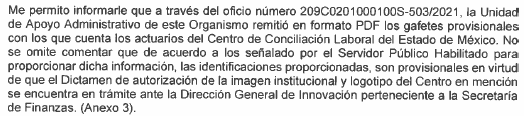 Me permito informarle que a través del oficio número 209C0201000100S-503/2021, la Unidad
de Apoyo Administrativo de este Organismo remitió en formato PDF los gafetes provisionales
con los que cuenta los actuarios del Centro de Conciliación Laboral del Estado de México. No
se omite comentar que de acuerdo a los señalado por el Servidor Público Habilitado para
proporcionar dicha información, las identificaciones proporcionadas, son provisionales en virtud
de que el Dictamen de autorización de la imagen institucional y logotipo del Centro en mención
se encuentra en trámite ante la Dirección General de Innovación perteneciente a la Secretaría
de Finanzas. (Anexo 3).